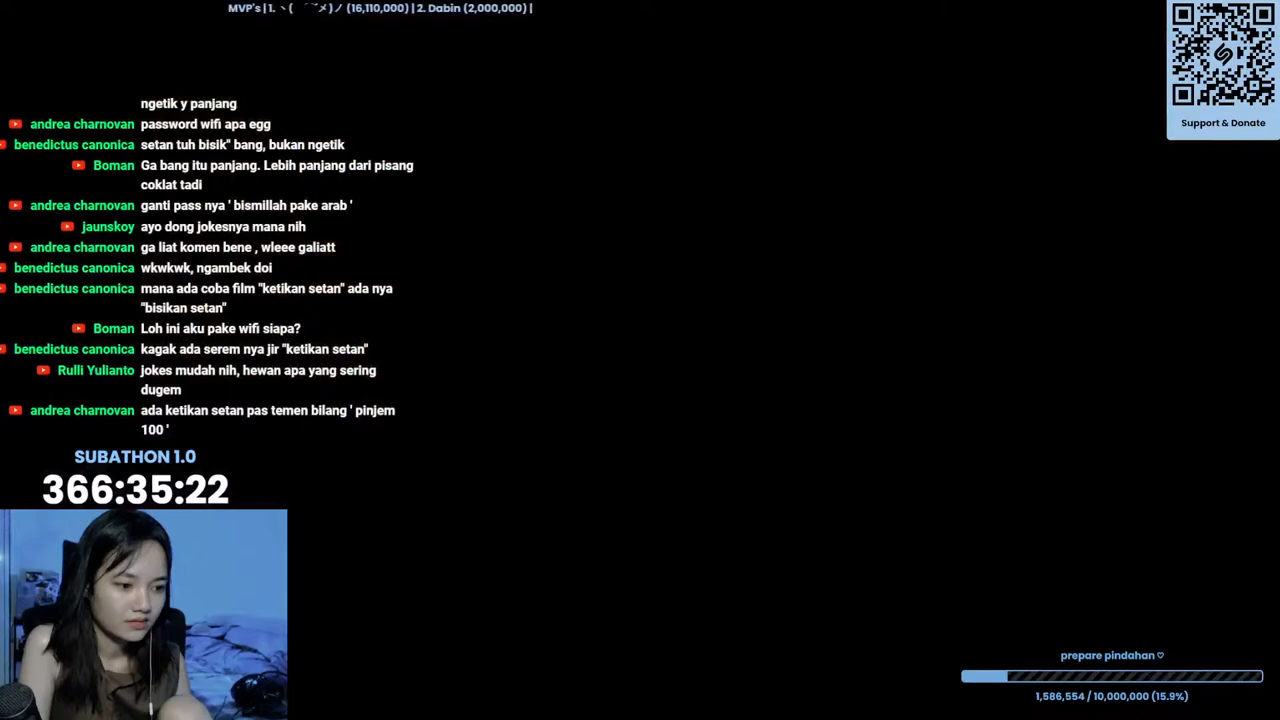 MVP's | 1. ヽ( ﾒ)ノ (16,110,000) | 2. Dabin (2,000,000) |
Support & Donate
ngetik y panjang
andrea charnovan password wifi apa egg
benedictus canonica setan tuh bisik" bang, bukan ngetik
Boman Ga bang itu panjang. Lebih panjang dari pisang
coklat tadi
andrea charnovan ganti pass nya ' bismillah pake arab '
jaunskoy ayo dong jokesnya mana nih
andrea charnovan ga liat komen bene , wleee galiatt
benedictus canonica wkwkwk, ngambek doi
benedictus canonica mana ada coba film "ketikan setan" ada nya
"bisikan setan"
Boman Loh ini aku pake wifi siapa?
benedictus canonica kagak ada serem nya jir "ketikan setan"
Rulli Yulianto jokes mudah nih, hewan apa yang sering
dugem
andrea charnovan ada ketikan setan pas temen bilang ' pinjem
100 '
SUBATHON 1.0
366:35:22
prepare pindahan ♡
1,586,554 / 10,000,000 (15.9%)